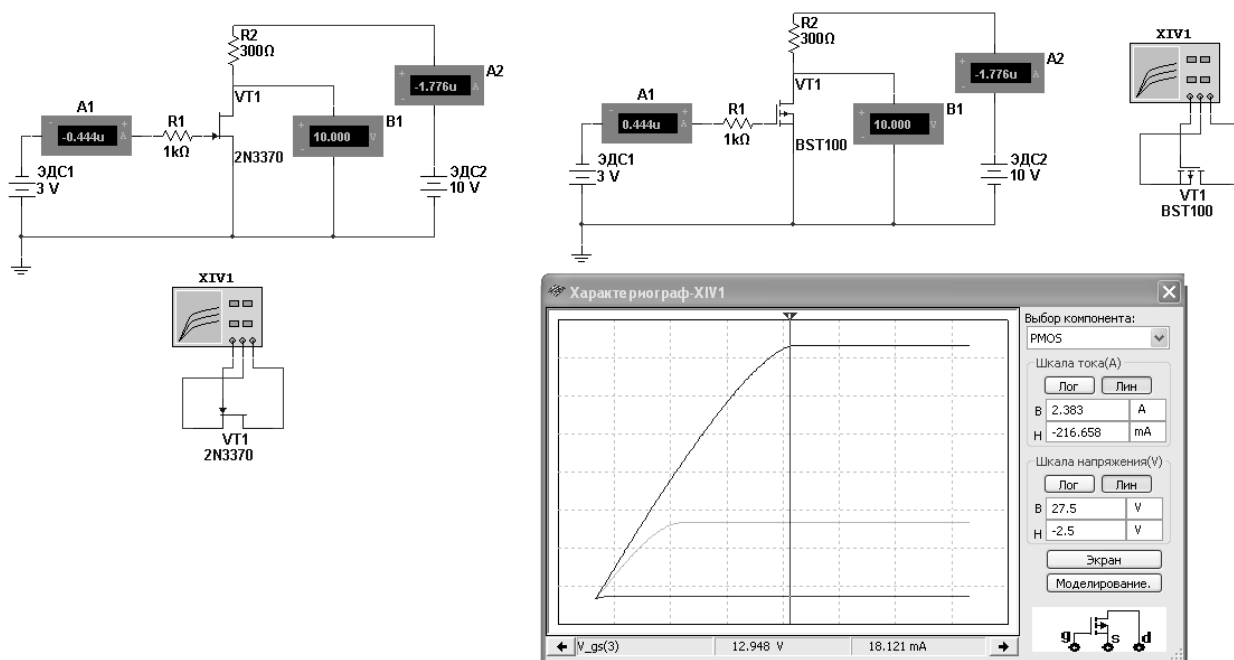 R2
300Ω
A2
-1.776u A
A1
-0.444u A
VT1
R1
1kΩ
2N3370
B1
10.000 V
ЭДС1
3 V
ЭДС2
10 V
XIV1
VT1
2N3370
R2
300Ω
A2
-1.776u A
A1
0.444u A
VT1
R1
1kΩ
BST100
B1
10.000 V
ЭДС1
3 V
ЭДС2
10 V
XIV1
VT1
BST100
Характериограф-XIV1
Выбор компонента:
PMOS
Шкала тока(А)
Лог Лин
В 2.383 A
Н -216.658 mA
Шкала напряжения(V)
Лог Лин
В 27.5 V
Н -2.5 V
Экран
Моделирование.
g s d
V_gs(3) 12.948 V 18.121 mA